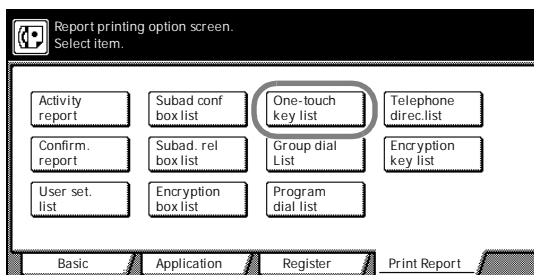 Report printing option screen.
Select item.
Activity
report
Subad conf
box list
One-touch
key list
Telephone
direc.list
Confirm.
report
Subad. rel
box list
Group dial
List
Encryption
key list
User set.
list
Encryption
box list
Program
dial list
Basic
Application
Register
Print Report